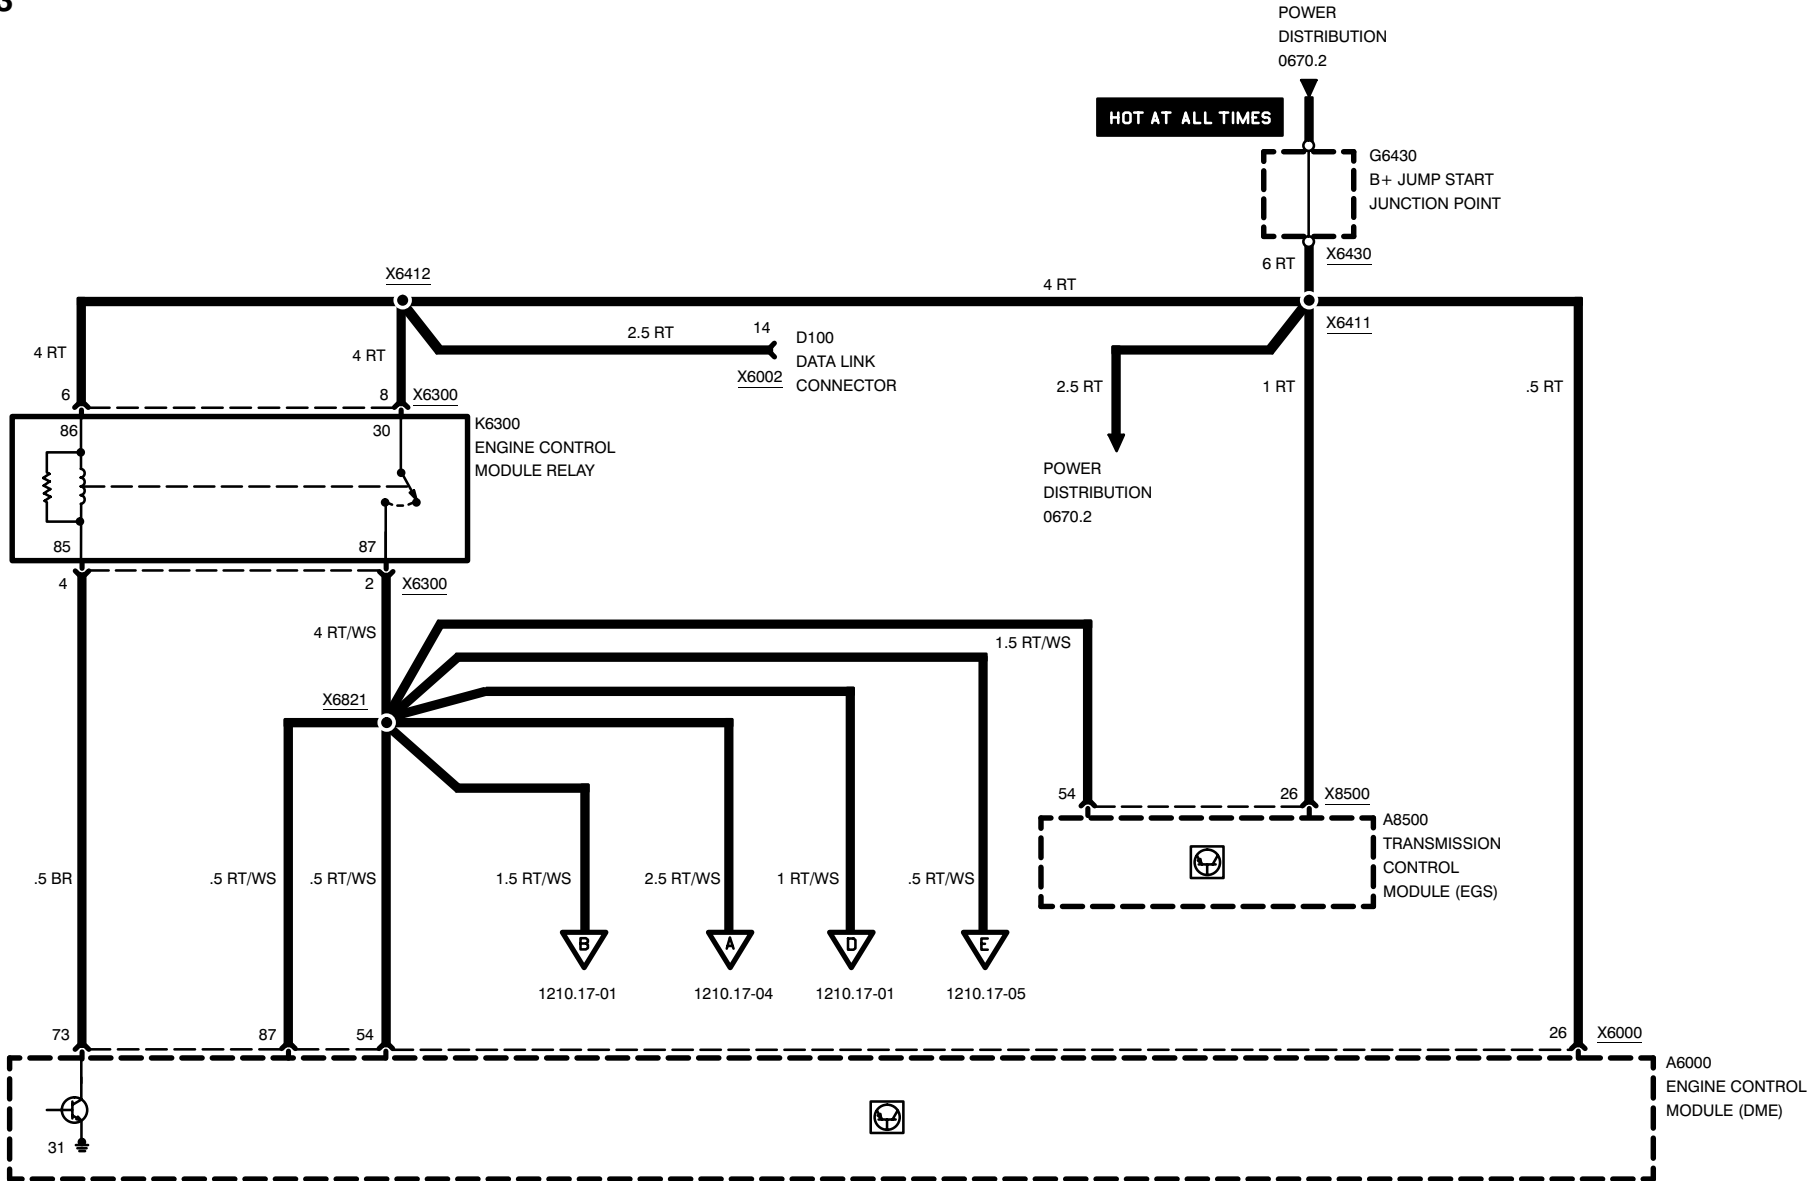 3
POWER
DISTRIBUTION
0670.2
HOT AT ALL TIMES
G6430
B+ JUMP START
JUNCTION POINT
6 RT
X6430
X6412
4 RT
X6411
4 RT
4 RT
2.5 RT
14
D100
DATA LINK
CONNECTOR
X6002
2.5 RT
1 RT
.5 RT
6
8
X6300
86
30
K6300
ENGINE CONTROL
MODULE RELAY
POWER
DISTRIBUTION
0670.2
85
87
4
2
X6300
4 RT/WS
1.5 RT/WS
X6821
54
26
X8500
A8500
TRANSMISSION
CONTROL
MODULE (EGS)
.5 BR
.5 RT/WS
.5 RT/WS
1.5 RT/WS
2.5 RT/WS
1 RT/WS
.5 RT/WS
B
A
D
E
1210.17-01
1210.17-04
1210.17-01
1210.17-05
73
87
54
26
X6000
A6000
ENGINE CONTROL
MODULE (DME)
31